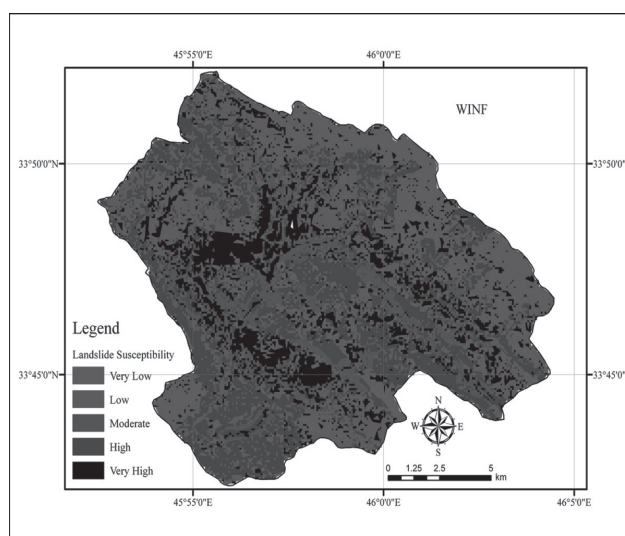 45°55'0"E 46°0'0"E
WINF
33°50'0"N 33°50'0"N
Legend
Landslide Susceptibility
Very Low
Low
Moderate
High
Very High
33°45'0"N 33°45'0"N
N
W E
S
0 1.25 2.5 5
km
45°55'0"E 46°0'0"E 46°5'0"E